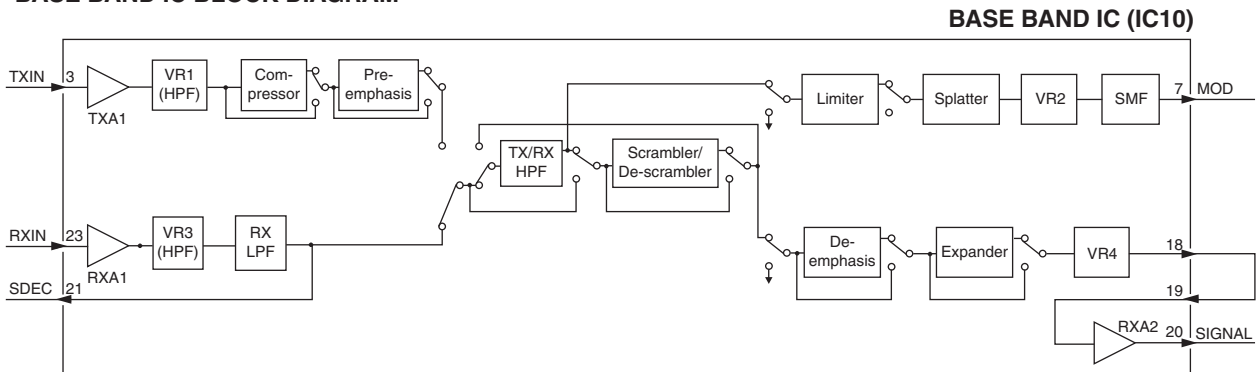 BASE BAND IC BLOCK DIAGRAM
BASE BAND IC (IC10)
TXIN
3
TXA1
VR1
(HPF)
Com-
pressor
Pre-
emphasis
Limiter
Splatter
VR2
SMF
7
MOD
TX/RX
HPF
Scrambler/
De-scrambler
RXIN
23
RXA1
VR3
(HPF)
RX
LPF
De-
emphasis
Expander
VR4
18
SDEC
21
19
RXA2
20
SIGNAL